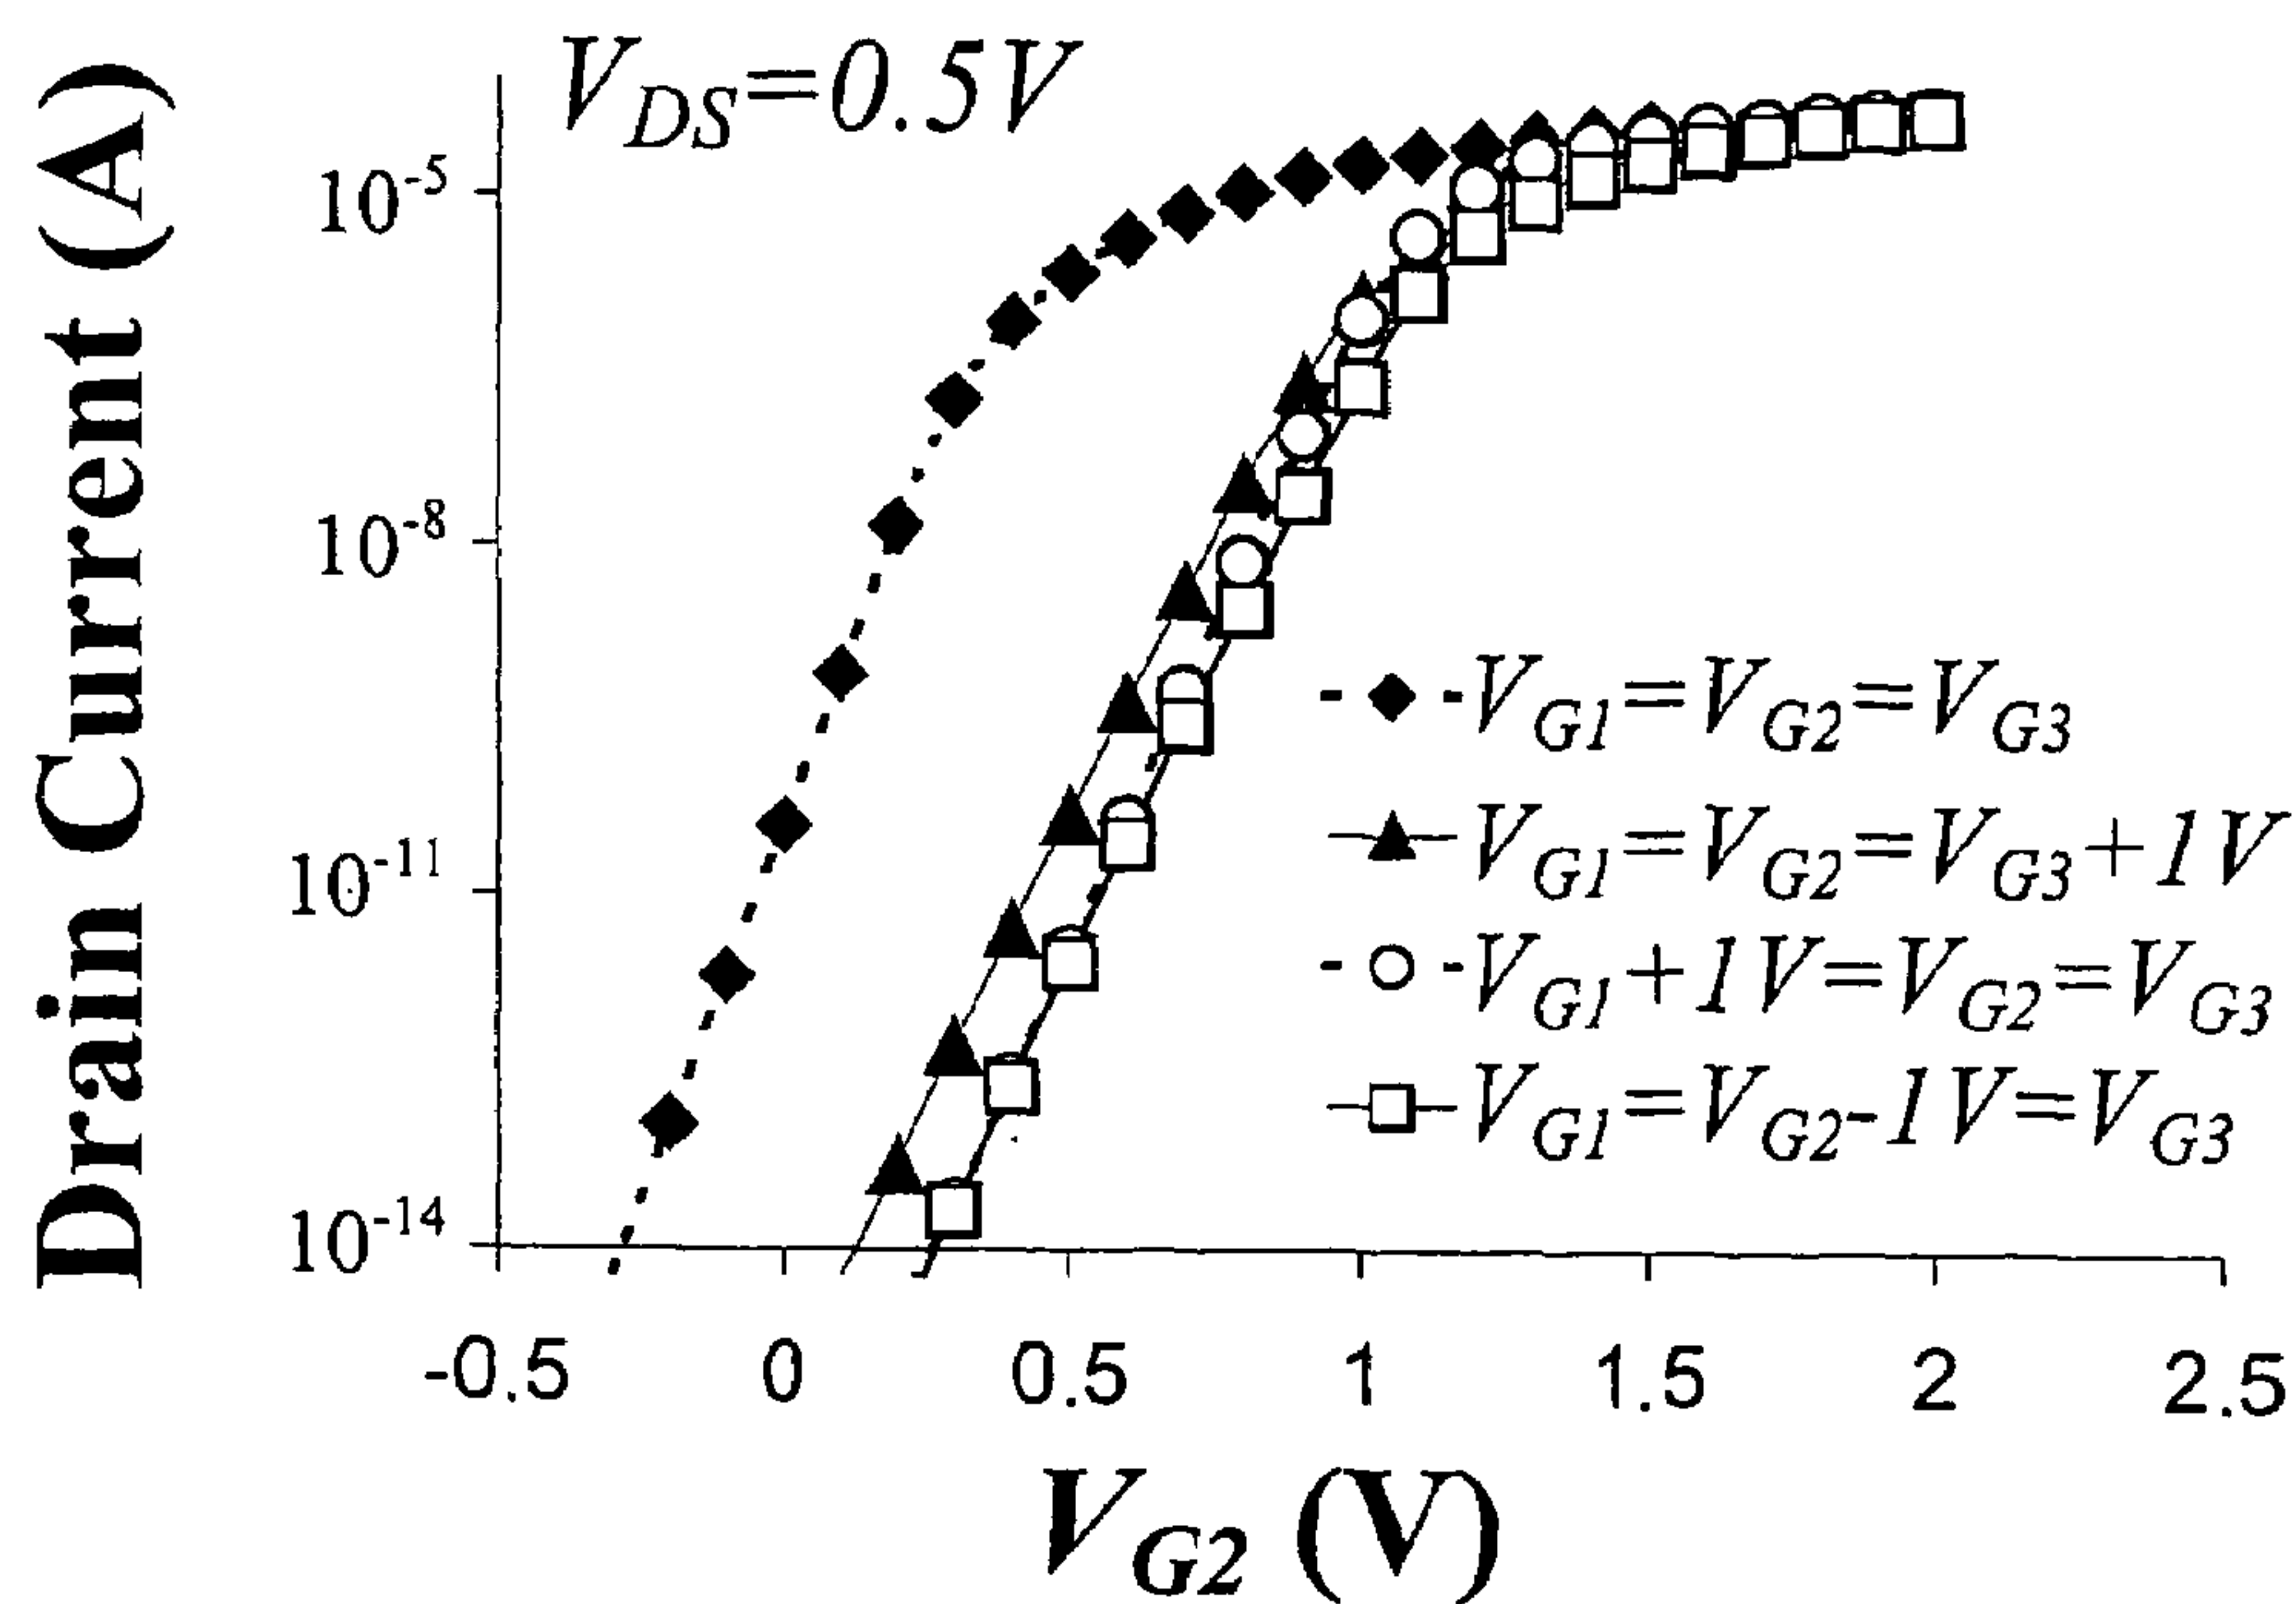 V_DS=0.5V
Drain Current (A)
10^-5
10^-8
10^-11
10^-14
-◆-V_G1=V_G2=V_G3
-▲-V_G1=V_G2=V_G3+1V
-○-V_G1+1V=V_G2=V_G3
-□-V_G1=V_G2-1V=V_G3
-0.5 0 0.5 1 1.5 2 2.5
V_G2 (V)